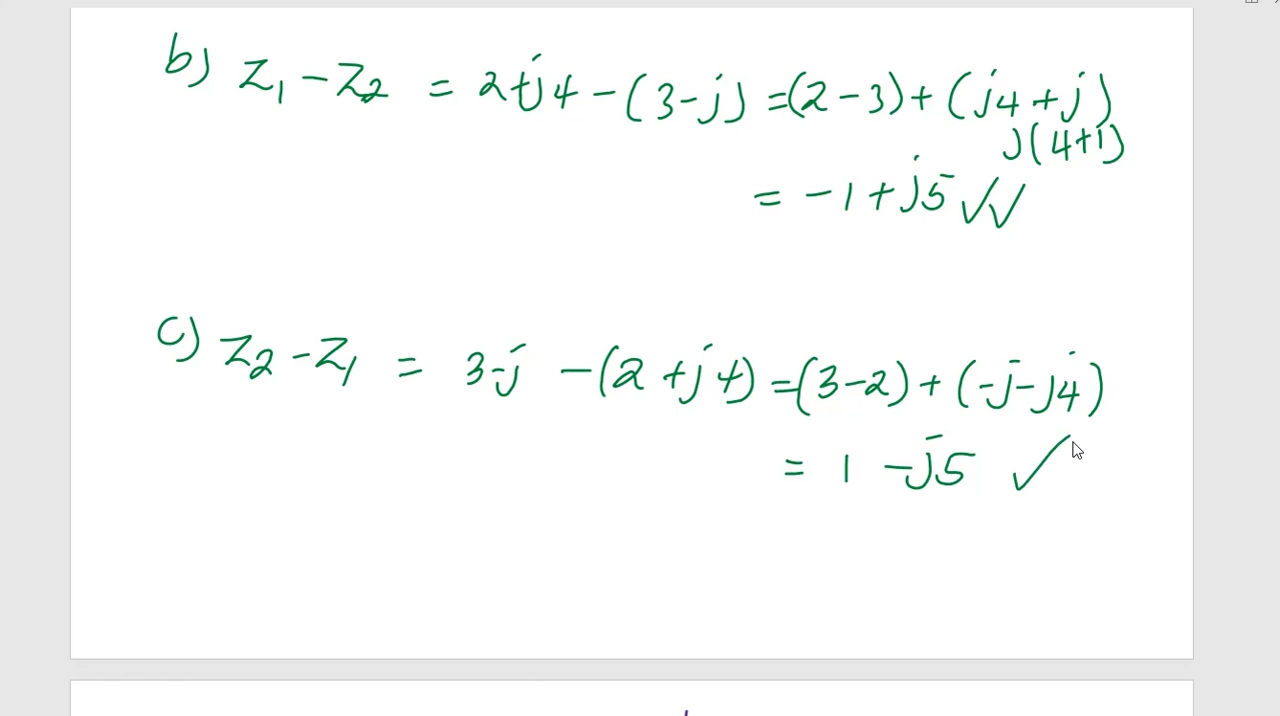 b) Z₁ - Z₂ = 2+j4 - (3-j) = (2-3) + (j4+j)
j(4+1)
= -1 + j5 ✓✓
c) Z₂ - Z₁ = 3-j - (2+j4) = (3-2) + (-j-j4)
= 1 - j5 ✓